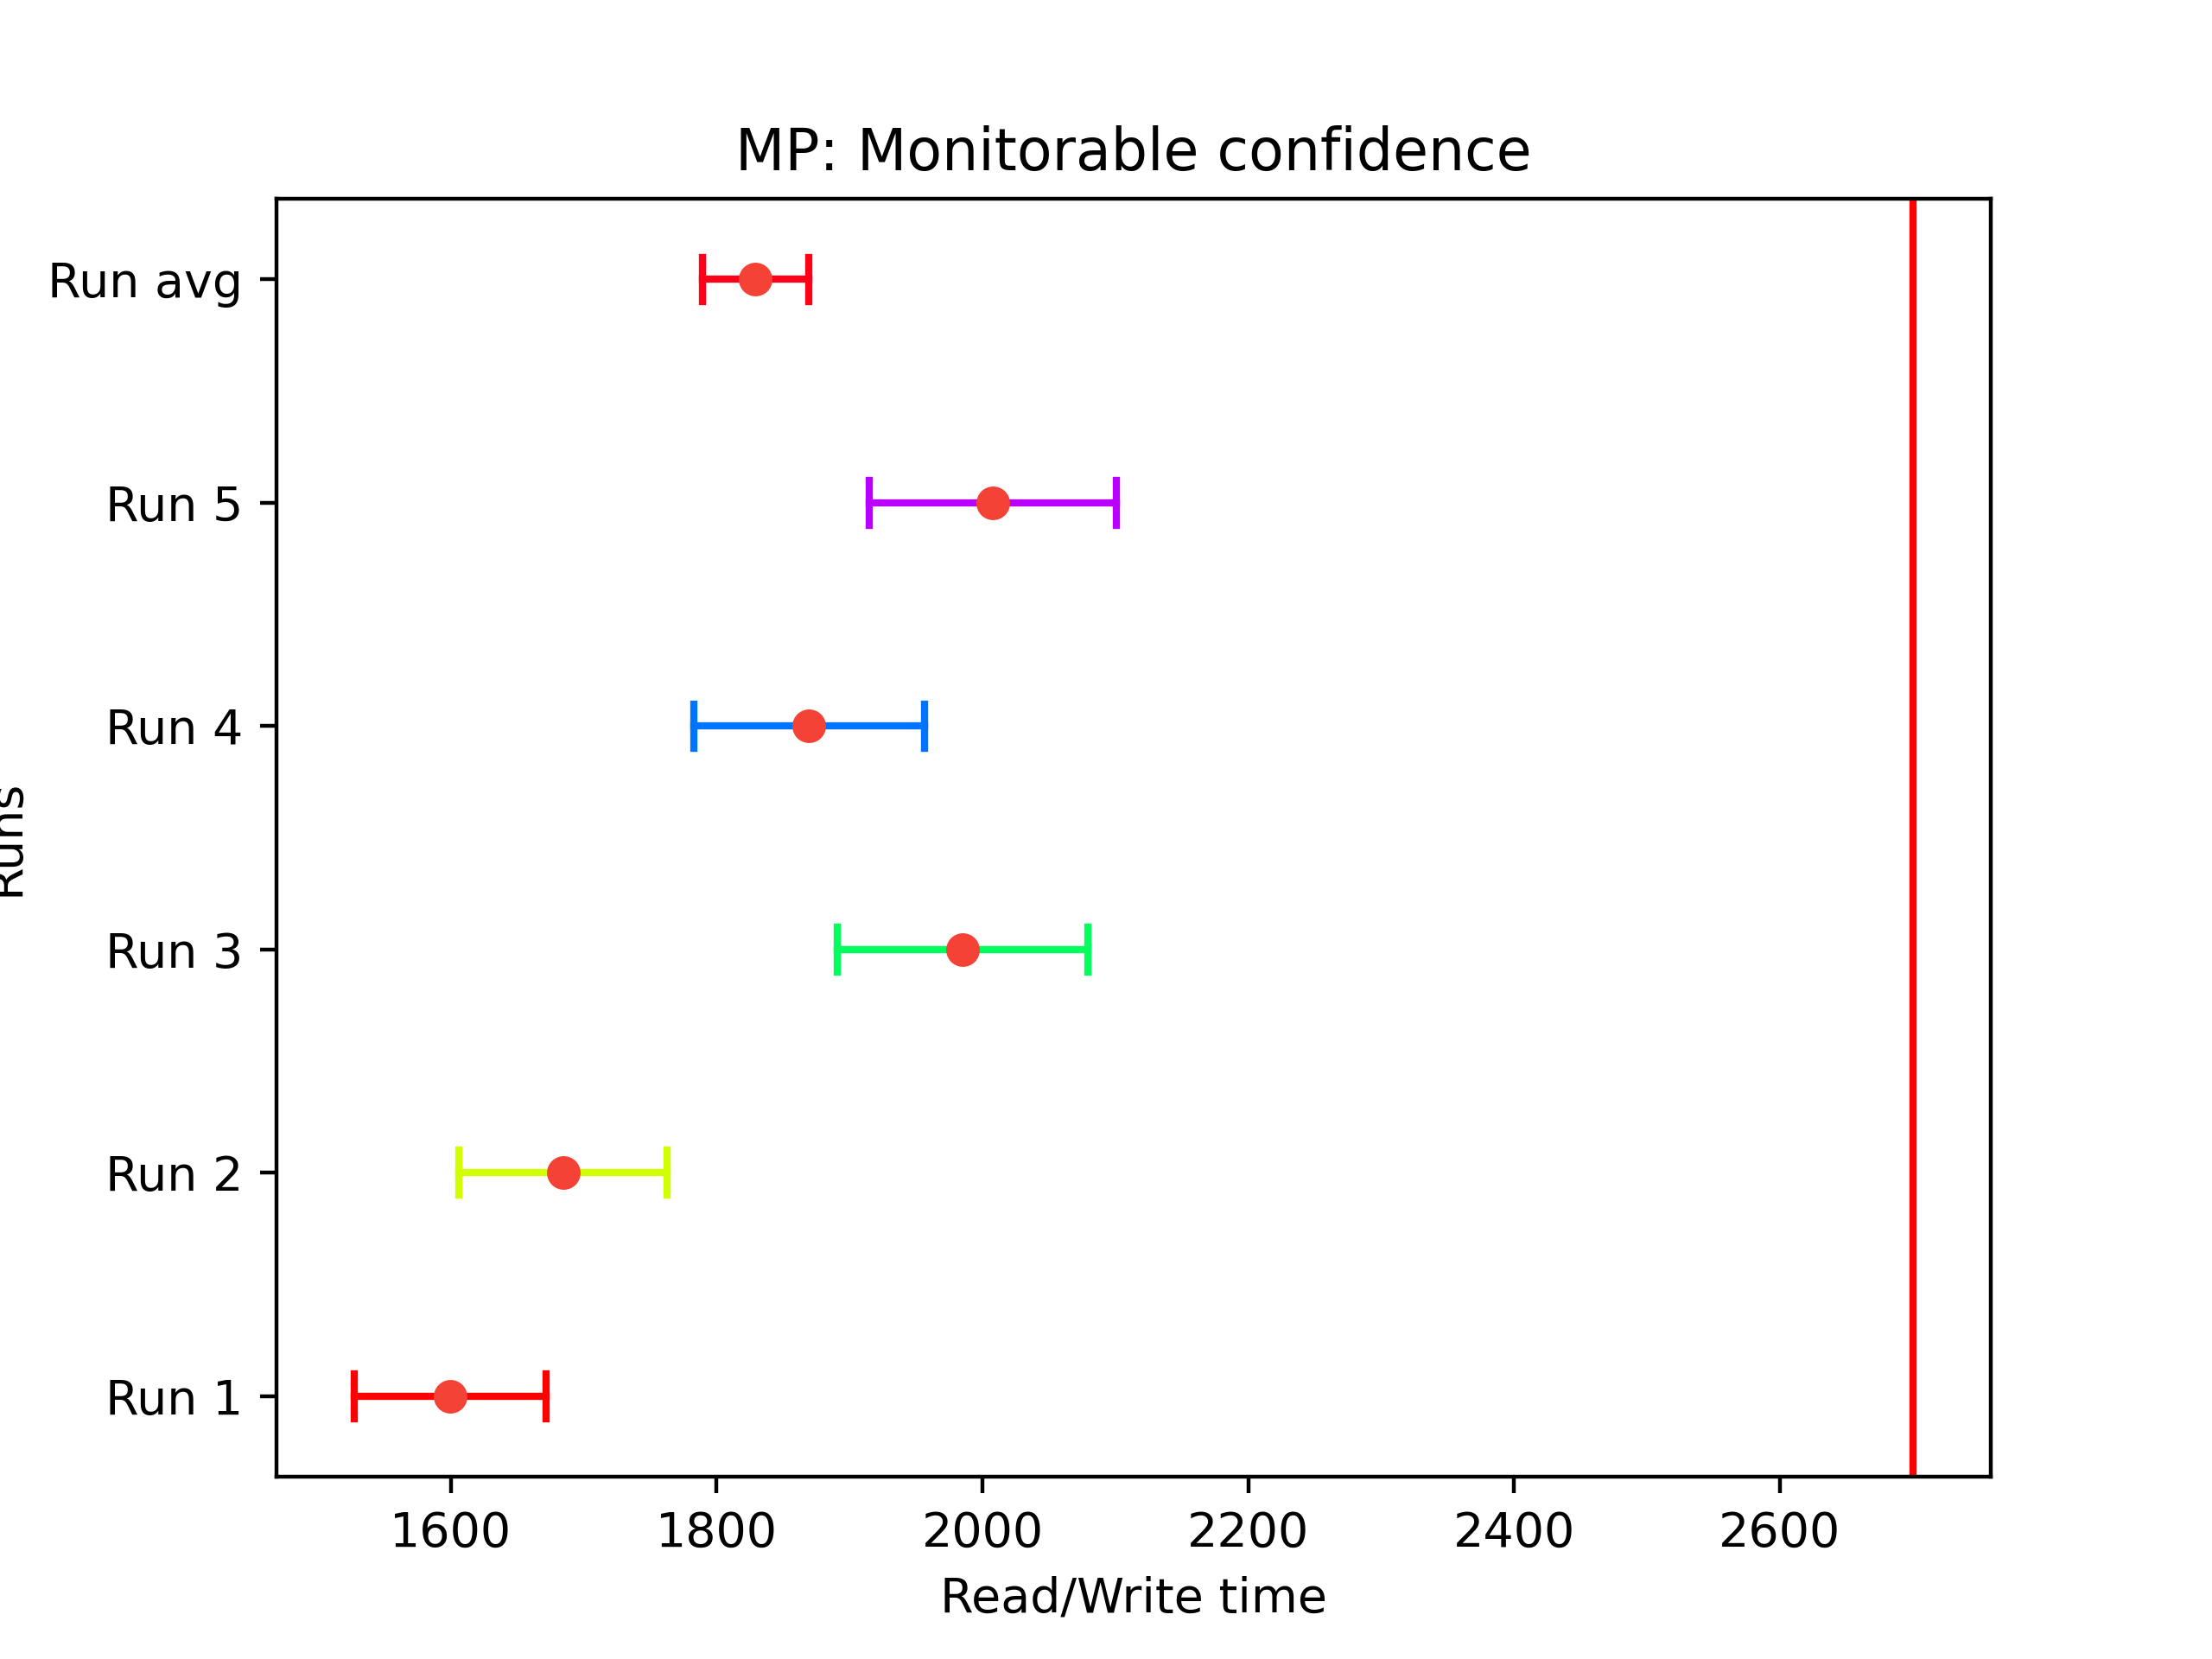 MP: Monitorable confidence
Run avg
Run 5
Run 4
Run 3
Run 2
Run 1
Runs
1600 1800 2000 2200 2400 2600
Read/Write time